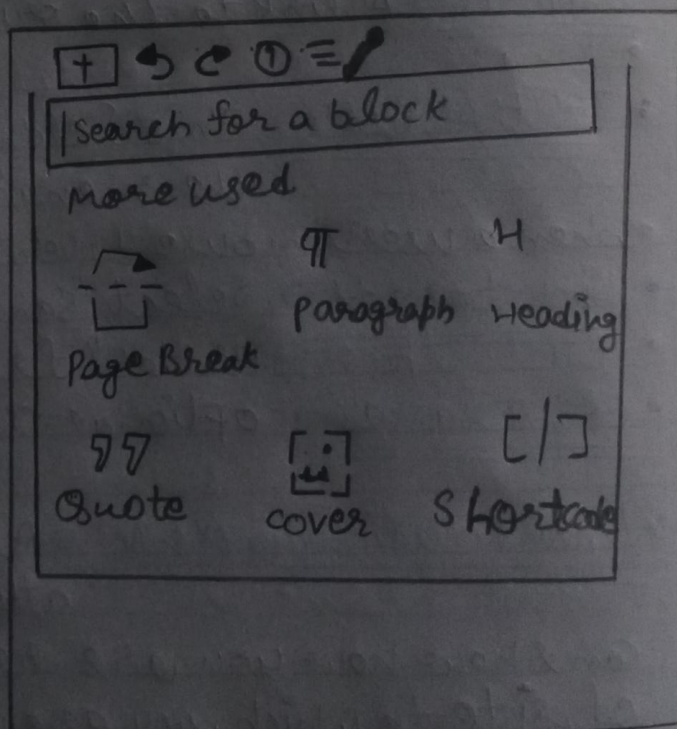 Search for a block
More used
¶ H
Paragraph Heading
Page Break
[/]
Quote Cover Shortcode